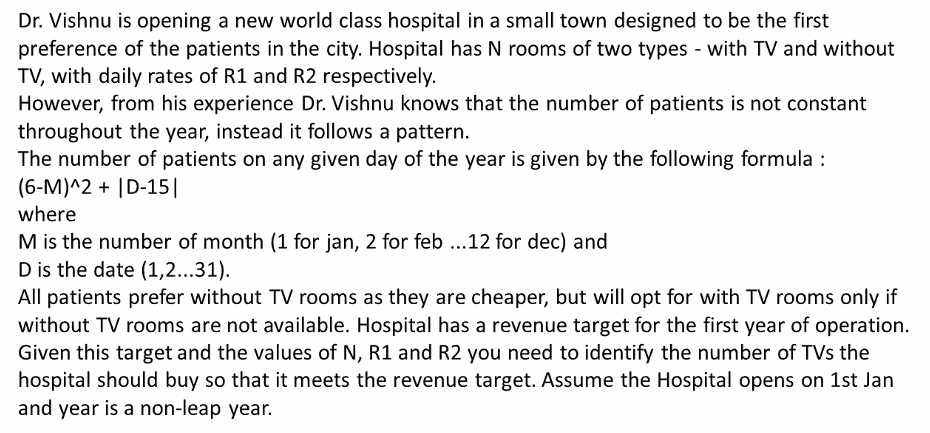 Dr. Vishnu is opening a new world class hospital in a small town designed to be the first
preference of the patients in the city. Hospital has N rooms of two types - with TV and without
TV, with daily rates of R1 and R2 respectively.
However, from his experience Dr. Vishnu knows that the number of patients is not constant
throughout the year, instead it follows a pattern.
The number of patients on any given day of the year is given by the following formula :
(6-M)^2 + |D-15|
where
M is the number of month (1 for jan, 2 for feb ...12 for dec) and
D is the date (1,2...31).
All patients prefer without TV rooms as they are cheaper, but will opt for with TV rooms only if
without TV rooms are not available. Hospital has a revenue target for the first year of operation.
Given this target and the values of N, R1 and R2 you need to identify the number of TVs the
hospital should buy so that it meets the revenue target. Assume the Hospital opens on 1st Jan
and year is a non-leap year.